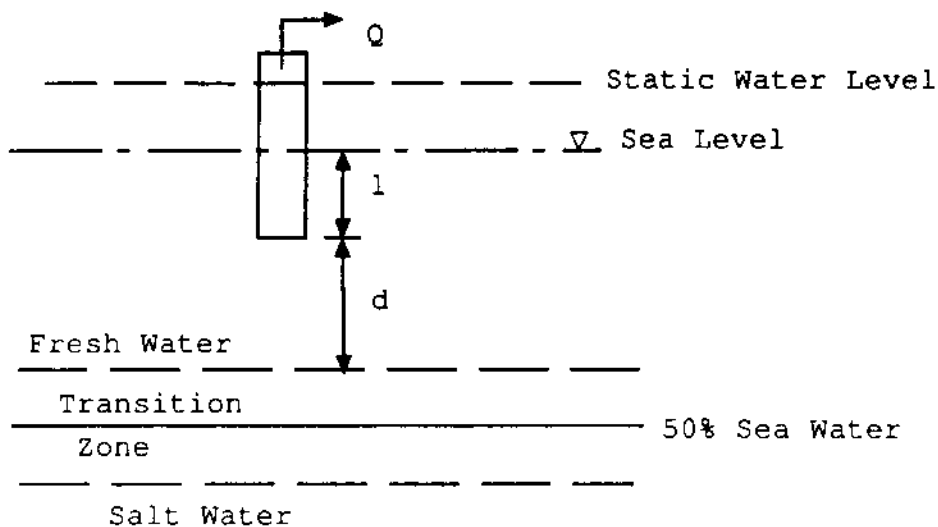 Q
Static Water Level
▽ Sea Level
l
d
Fresh Water
Transition
50% Sea Water
Zone
Salt Water